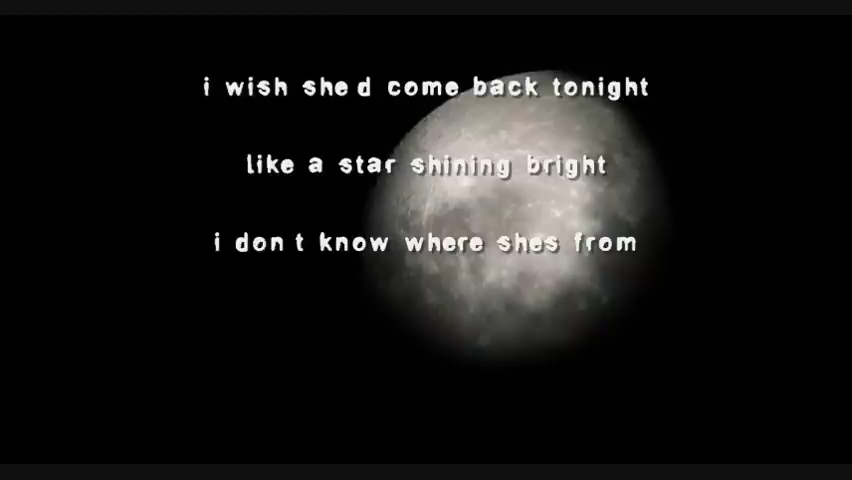 i wish she d come back tonight
like a star shining bright
i don t know where shes from